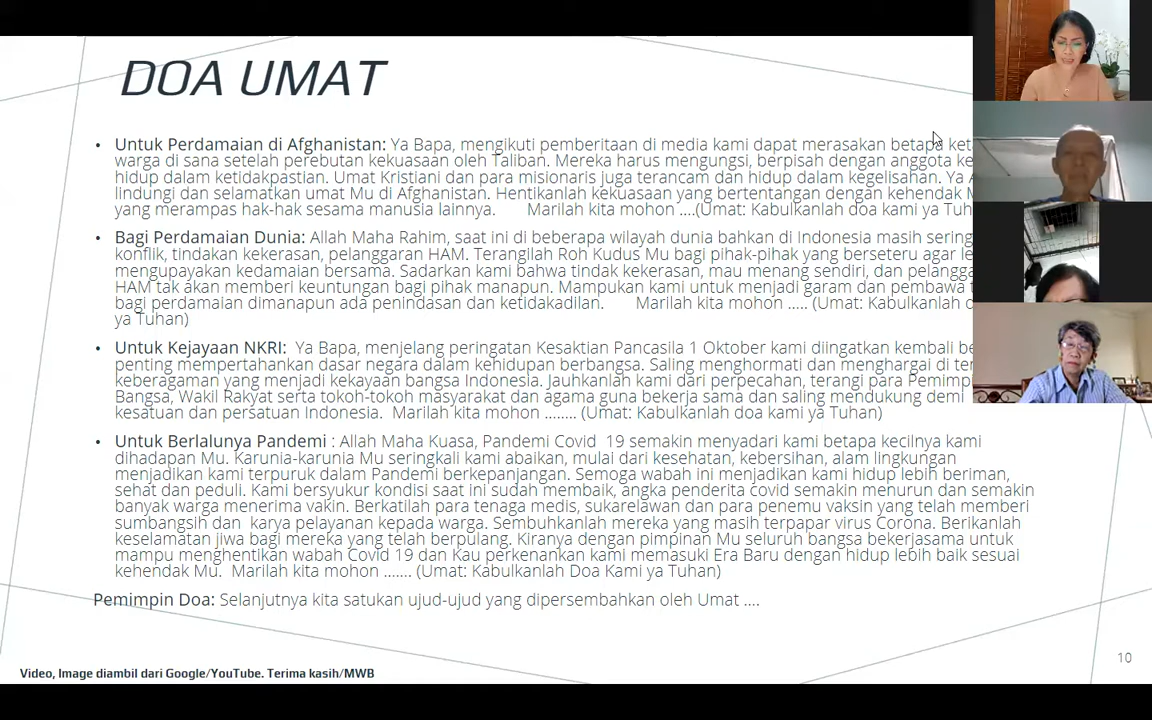 DOA UMAT
• Untuk Perdamaian di Afghanistan: Ya Bapa, mengikuti pemberitaan di media kami dapat merasakan betapa ket
warga di sana setelah perebutan kekuasaan oleh Taliban. Mereka harus mengungsi, berpisah dengan anggota ke
hidup dalam ketidakpastian. Umat Kristiani dan para misionaris juga terancam dan hidup dalam kegelisahan. Ya A
lindungi dan selamatkan umat Mu di Afghanistan. Hentikanlah kekuasaan yang bertentangan dengan kehendak M
yang merampas hak-hak sesama manusia lainnya. Marilah kita mohon ....(Umat: Kabulkanlah doa kami ya Tuh
• Bagi Perdamaian Dunia: Allah Maha Rahim, saat ini di beberapa wilayah dunia bahkan di Indonesia masih sering
konflik, tindakan kekerasan, pelanggaran HAM. Terangilah Roh Kudus Mu bagi pihak-pihak yang berseteru agar le
mengupayakan kedamaian bersama. Sadarkan kami bahwa tindak kekerasan, mau menang sendiri, dan pelangga
HAM tak akan memberi keuntungan bagi pihak manapun. Mampukan kami untuk menjadi garam dan pembawa t
bagi perdamaian dimanapun ada penindasan dan ketidakadilan. Marilah kita mohon ..... (Umat: Kabulkanlah d
ya Tuhan)
• Untuk Kejayaan NKRI: Ya Bapa, menjelang peringatan Kesaktian Pancasila 1 Oktober kami diingatkan kembali be
penting mempertahankan dasar negara dalam kehidupan berbangsa. Saling menghormati dan menghargai di ten
keberagaman yang menjadi kekayaan bangsa Indonesia. Jauhkanlah kami dari perpecahan, terangi para Pemimp
Bangsa, Wakil Rakyat serta tokoh-tokoh masyarakat dan agama guna bekerja sama dan saling mendukung demi
kesatuan dan persatuan Indonesia. Marilah kita mohon ........ (Umat: Kabulkanlah doa kami ya Tuhan)
• Untuk Berlalunya Pandemi : Allah Maha Kuasa, Pandemi Covid 19 semakin menyadari kami betapa kecilnya kami
dihadapan Mu. Karunia-karunia Mu seringkali kami abaikan, mulai dari kesehatan, kebersihan, alam lingkungan
menjadikan kami terpuruk dalam Pandemi berkepanjangan. Semoga wabah ini menjadikan kami hidup lebih beriman,
sehat dan peduli. Kami bersyukur kondisi saat ini sudah membaik, angka penderita covid semakin menurun dan semakin
banyak warga menerima vakin. Berkatilah para tenaga medis, sukarelawan dan para penemu vaksin yang telah memberi
sumbangsih dan karya pelayanan kepada warga. Sembuhkanlah mereka yang masih terpapar virus Corona. Berikanlah
keselamatan jiwa bagi mereka yang telah berpulang. Kiranya dengan pimpinan Mu seluruh bangsa bekerjasama untuk
mampu menghentikan wabah Covid 19 dan Kau perkenankan kami memasuki Era Baru dengan hidup lebih baik sesuai
kehendak Mu. Marilah kita mohon ....... (Umat: Kabulkanlah Doa Kami ya Tuhan)
Pemimpin Doa: Selanjutnya kita satukan ujud-ujud yang dipersembahkan oleh Umat ....
10
Video, Image diambil dari Google/YouTube. Terima kasih/MWB